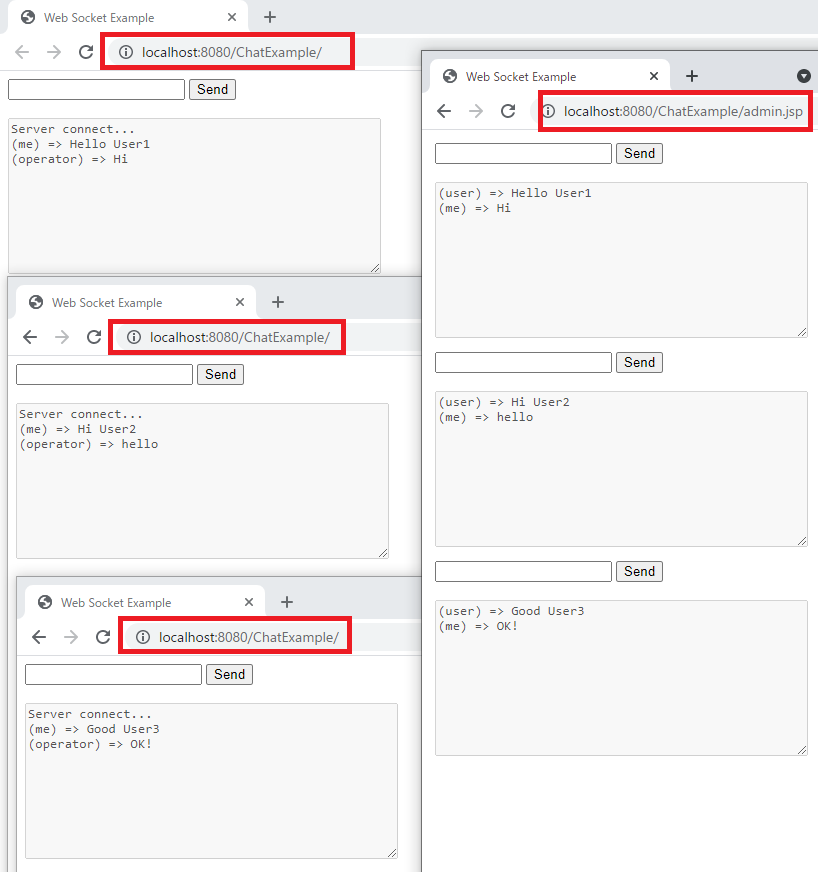 Web Socket Example
localhost:8080/ChatExample/
Send
Server connect...
(me) => Hello User1
(operator) => Hi
Web Socket Example
localhost:8080/ChatExample/
Send
Server connect...
(me) => Hi User2
(operator) => hello
Web Socket Example
localhost:8080/ChatExample/
Send
Server connect...
(me) => Good User3
(operator) => OK!
Web Socket Example
localhost:8080/ChatExample/admin.jsp
Send
(user) => Hello User1
(me) => Hi
Send
(user) => Hi User2
(me) => hello
Send
(user) => Good User3
(me) => OK!